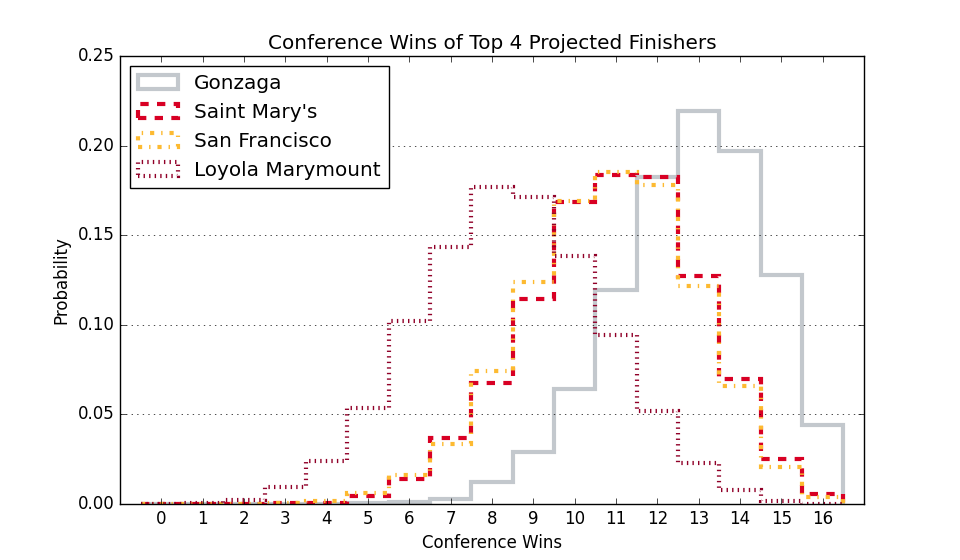 Conference Wins of Top 4 Projected Finishers
0.25
0.20
0.15
0.10
0.05
0.00
Probability
Gonzaga
Saint Mary's
San Francisco
Loyola Marymount
0 1 2 3 4 5 6 7 8 9 10 11 12 13 14 15 16
Conference Wins